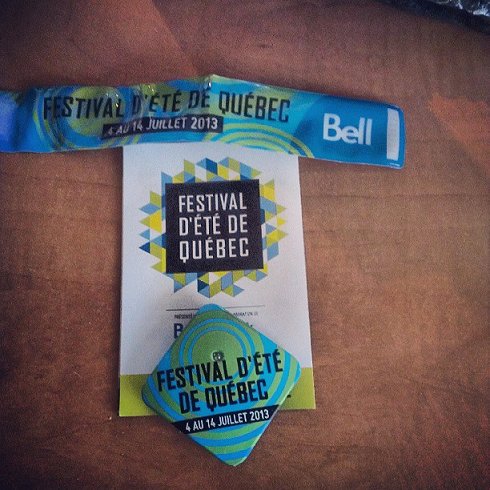 FESTIVAL D'ÉTÉ DE QUÉBEC
4 AU 14 JUILLET 2013
Bell
FESTIVAL
D'ÉTÉ DE
QUÉBEC
FESTIVAL D'ÉTÉ
DE QUÉBEC
4 AU 14 JUILLET 2013